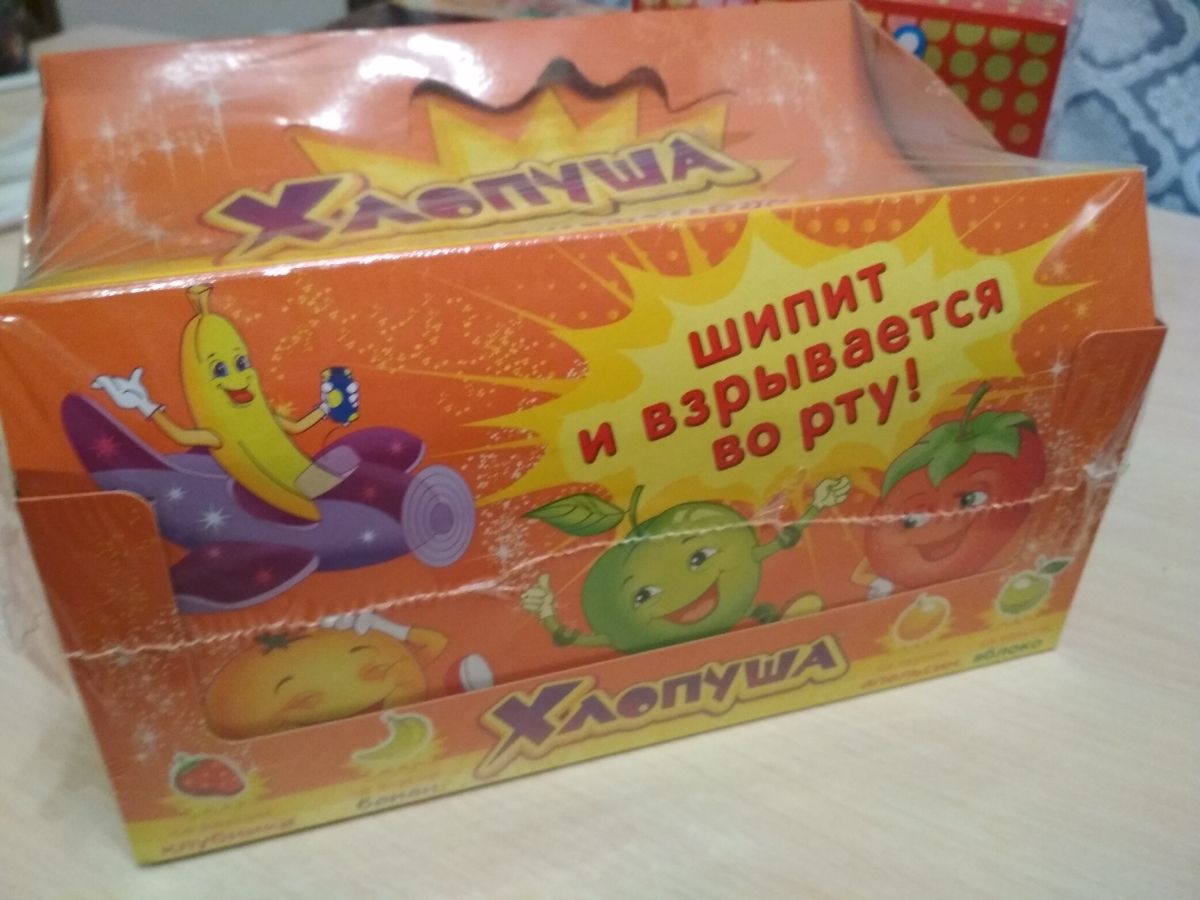 Хлопуша
шипит
и взрывается
во рту!
Хлопуша
клубника
банан
апельсин
яблоко